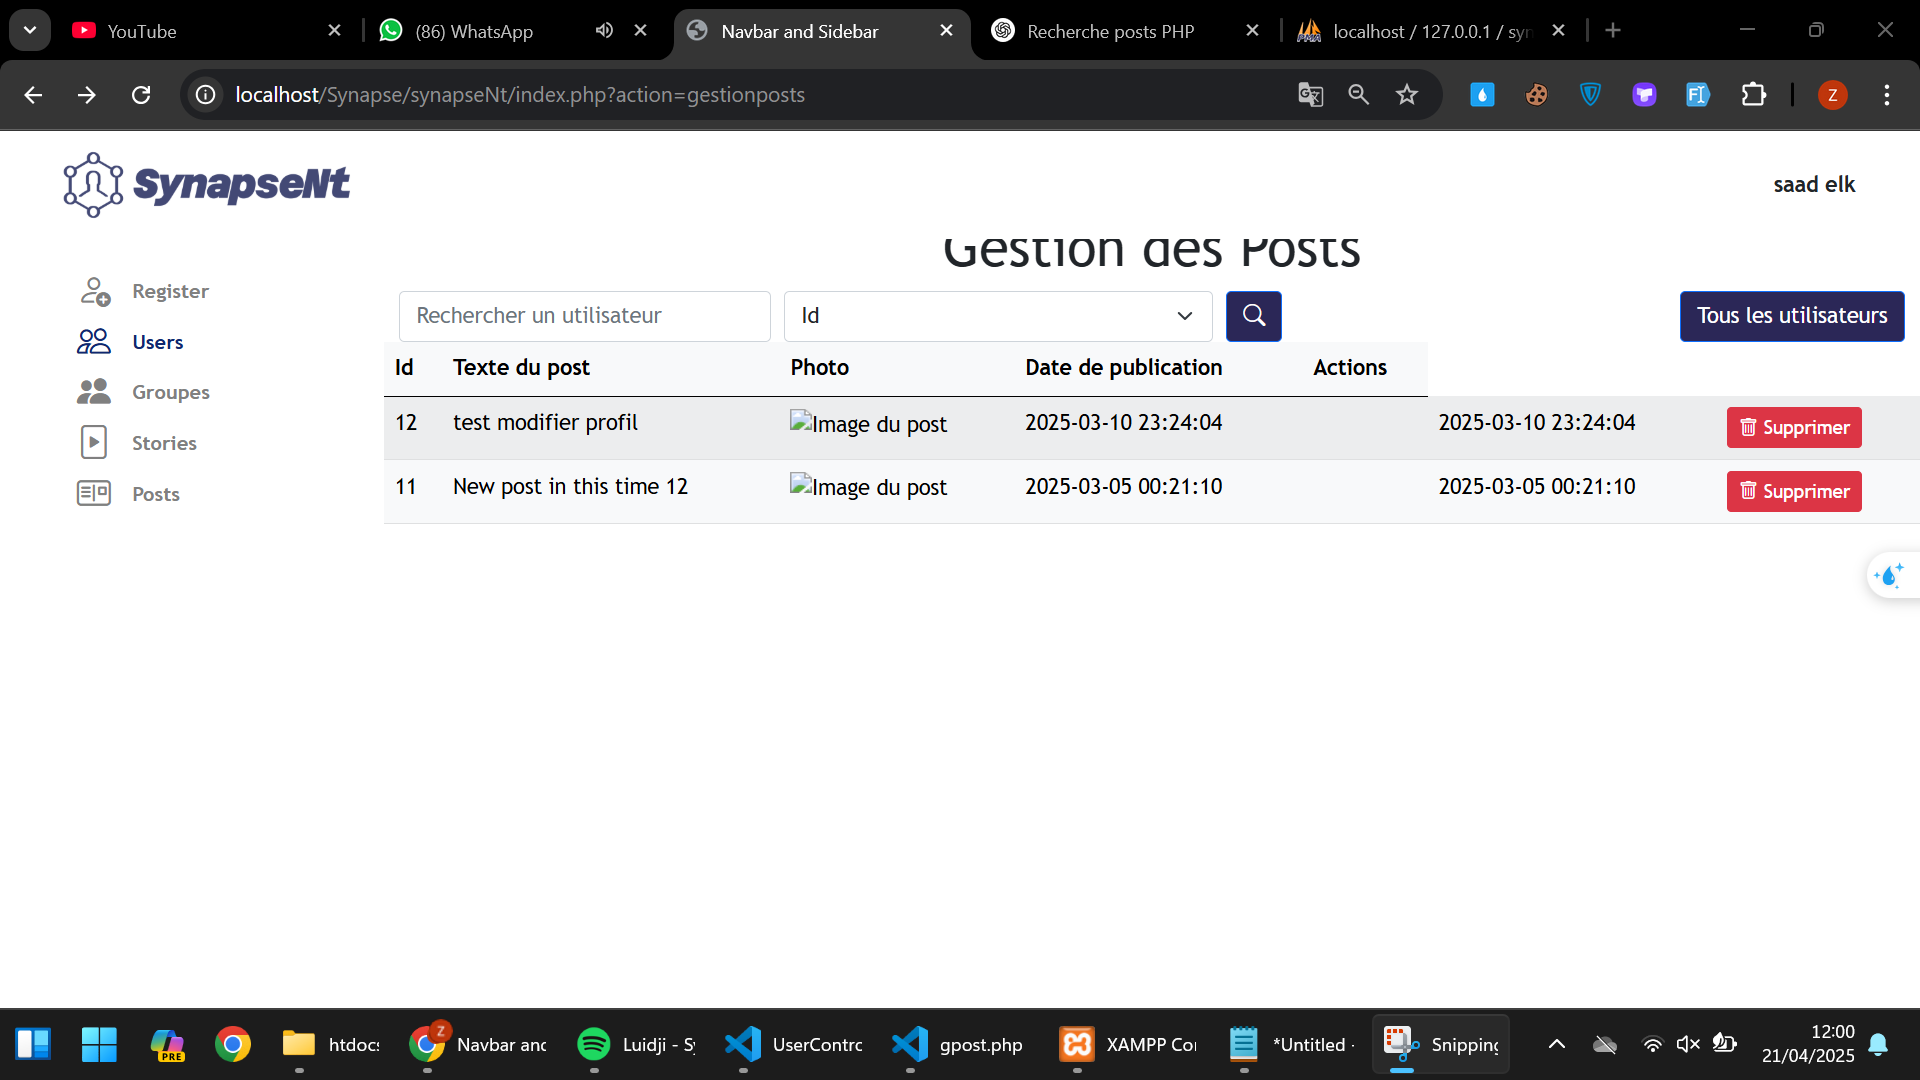 YouTube
(86) WhatsApp
Navbar and Sidebar
Recherche posts PHP
localhost / 127.0.0.1 / syn
localhost/Synapse/synapseNt/index.php?action=gestionposts
Z
SynapseNt
saad elk
Gestion des Posts
Register
Users
Groupes
Stories
Posts
Rechercher un utilisateur
Id
Tous les utilisateurs
Id Texte du post Photo Date de publication Actions
12 test modifier profil Image du post 2025-03-10 23:24:04 2025-03-10 23:24:04 Supprimer
11 New post in this time 12 Image du post 2025-03-05 00:21:10 2025-03-05 00:21:10 Supprimer
PRE
htdocs
Z
Navbar and
Luidji - Sy
UserContro
gpost.php
XAMPP Con
*Untitled -
Snipping
12:00
21/04/2025